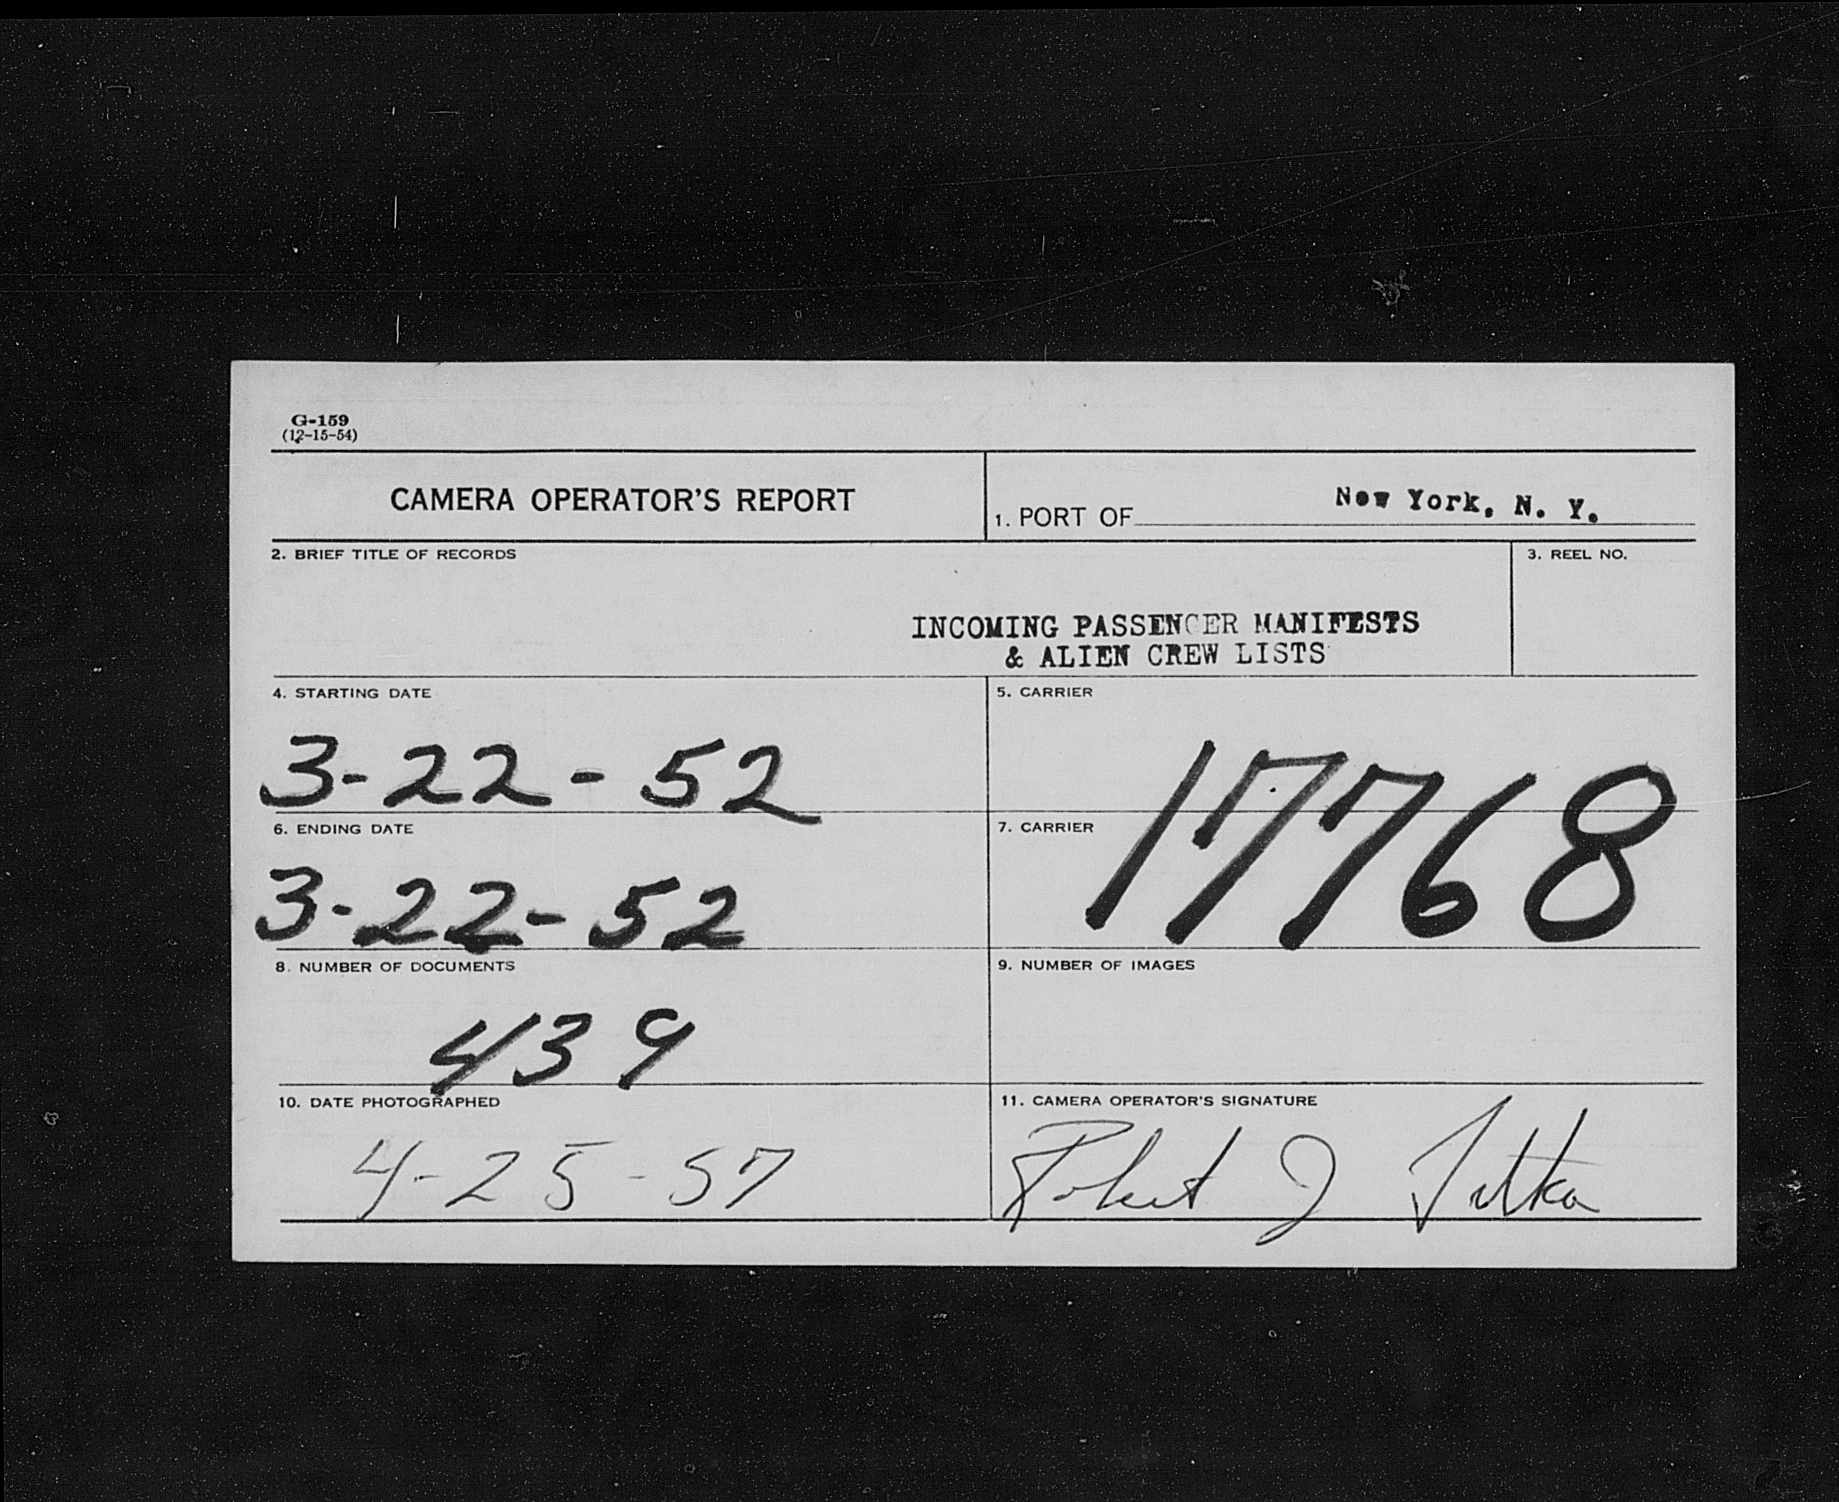 G-159
(12-15-54)
CAMERA OPERATOR'S REPORT
1. PORT OF New York, N. Y.
2. BRIEF TITLE OF RECORDS
3. REEL NO.
INCOMING PASSENGER MANIFESTS
& ALIEN CREW LISTS
4. STARTING DATE
5. CARRIER
3-22-52
17768
6. ENDING DATE
7. CARRIER
3-22-52
8. NUMBER OF DOCUMENTS
9. NUMBER OF IMAGES
439
10. DATE PHOTOGRAPHED
11. CAMERA OPERATOR'S SIGNATURE
4-25-57
Robert J